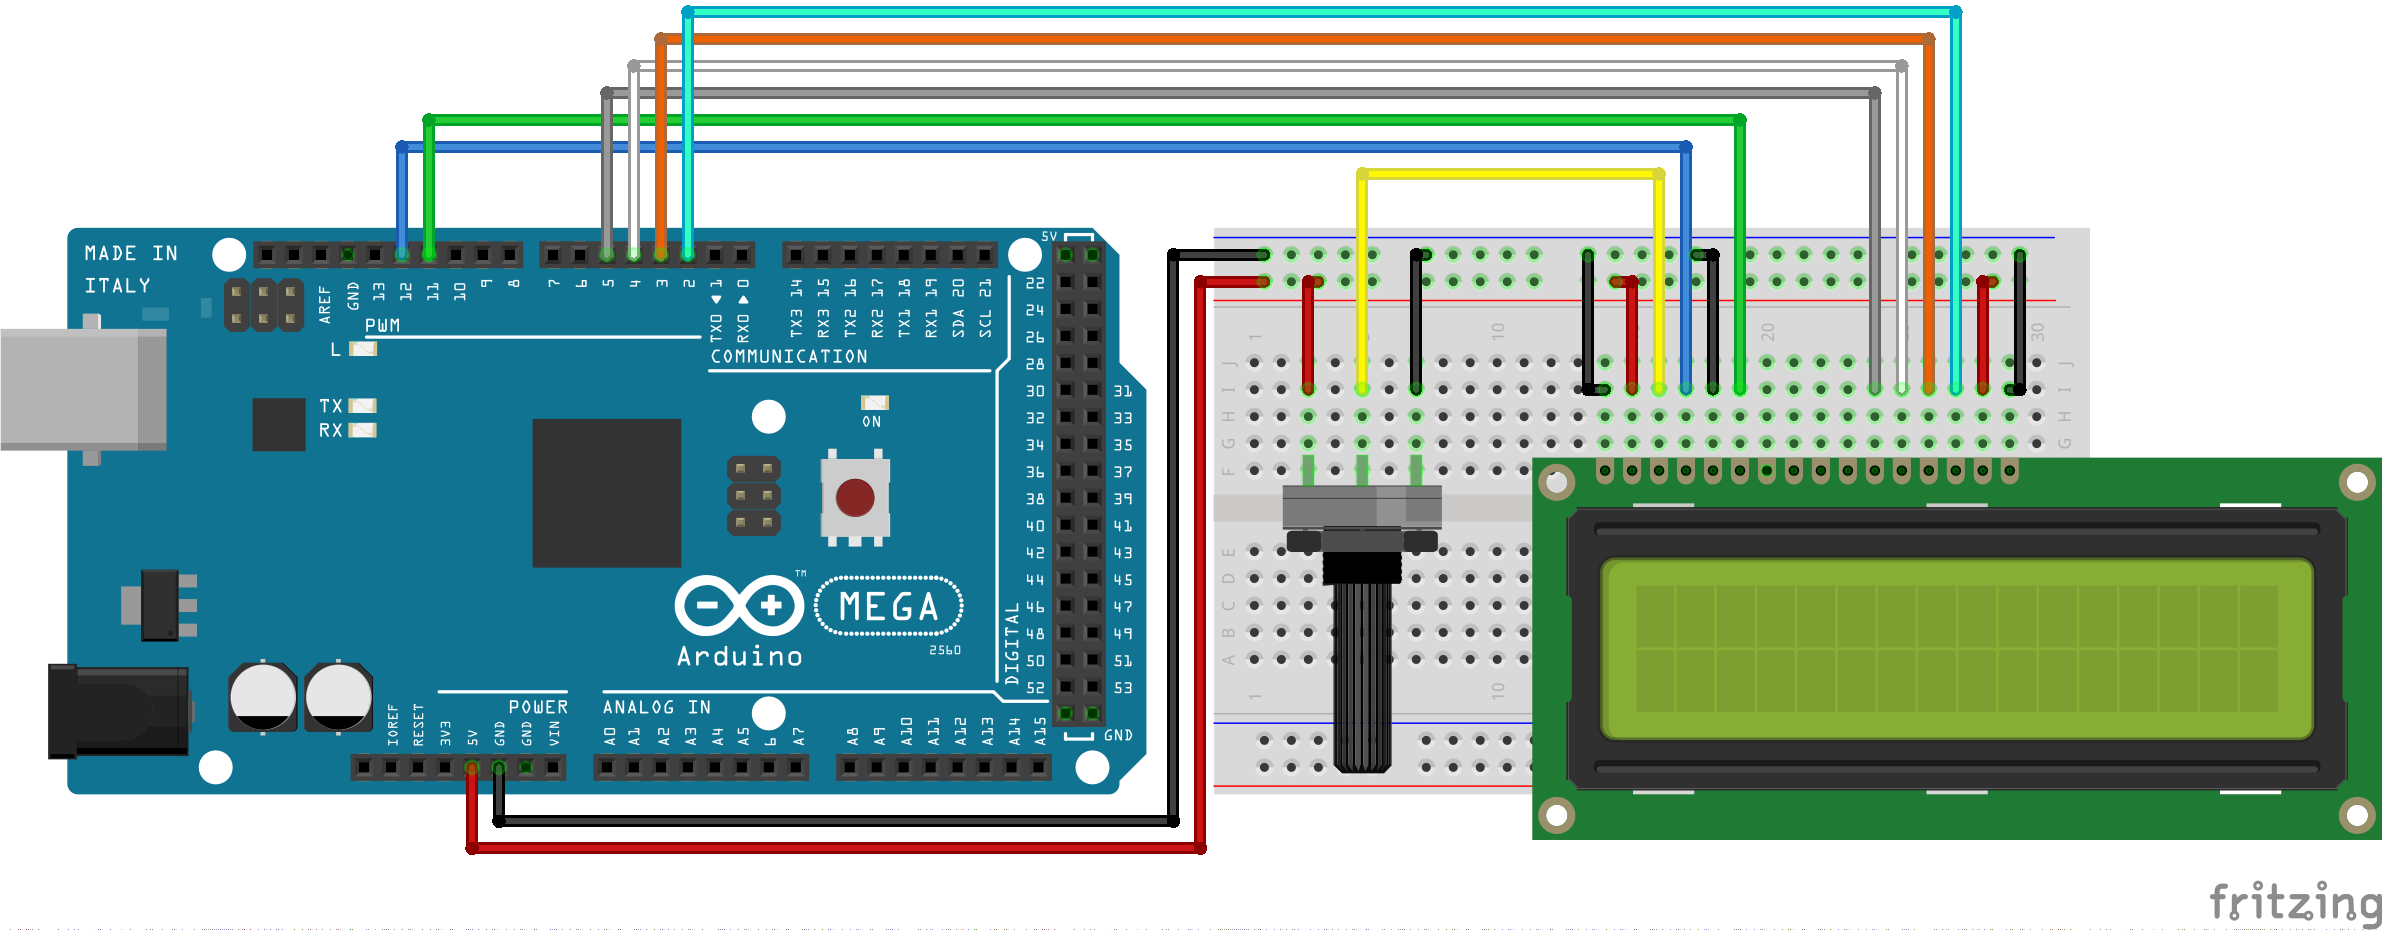 MADE IN
ITALY
AREF
GND
13
12
11
10
9
8
7
6
5
4
3
2
TX0 1
RX0 0
TX3 14
RX3 15
TX2 16
RX2 17
TX1 18
RX1 19
SDA 20
SCL 21
PWM
COMMUNICATION
L
TX
RX
ON
5V
22
24
26
28
30 31
32 33
34 35
36 37
38 39
40 41
42 43
44 45
46 47
48 49
50 51
52 53
GND
DIGITAL
TM
MEGA
Arduino
2560
POWER
ANALOG IN
IOREF
RESET
3V3
5V
GND
GND
VIN
A0
A1
A2
A3
A4
A5
6
A7
A8
A9
A10
A11
A12
A13
A14
A15
1
10
20
30
J J
I I
H H
G G
F
E
D
C
B
A
1
10
fritzing